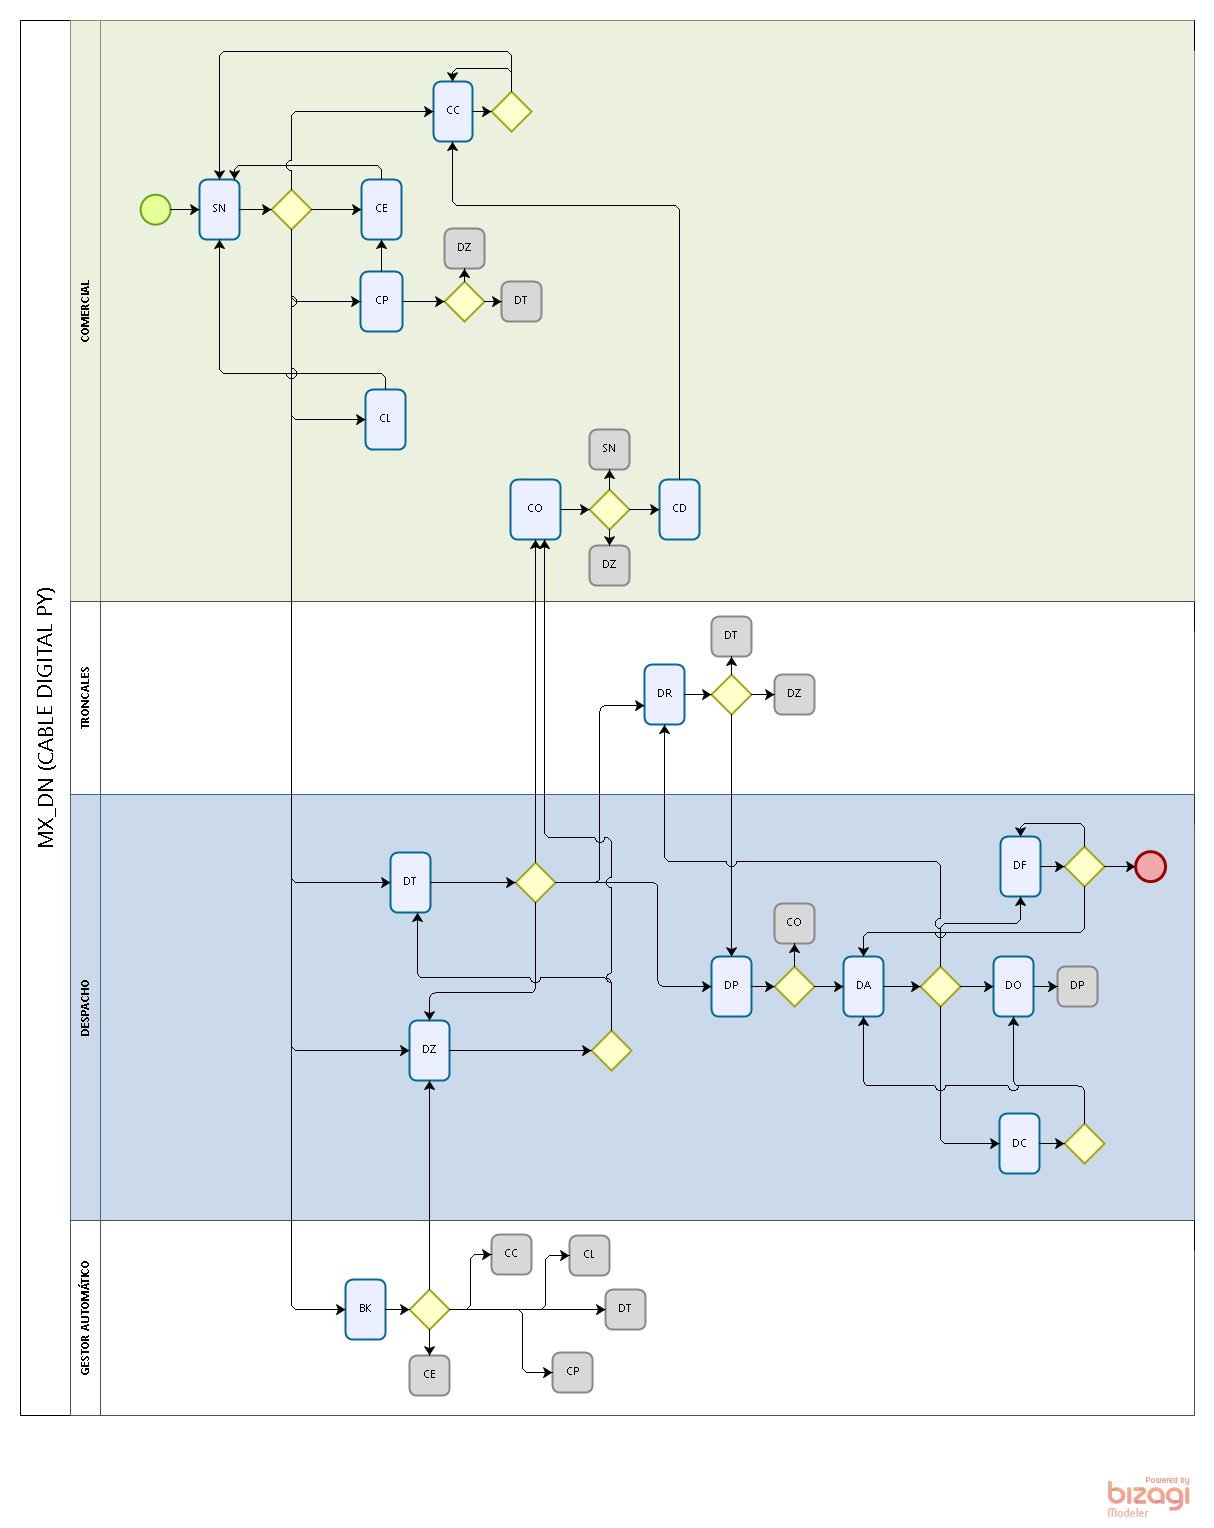 MX_DN (CABLE DIGITAL PY)
COMERCIAL
CC
SN
CE
DZ
CP
DT
CL
SN
CO
CD
DZ
TRONCALES
DT
DR
DZ
DESPACHO
DF
DT
CO
DP
DA
DO
DP
DZ
DC
GESTOR AUTOMÁTICO
CC
CL
BK
DT
CE
CP
Powered by
bizagi
Modeler